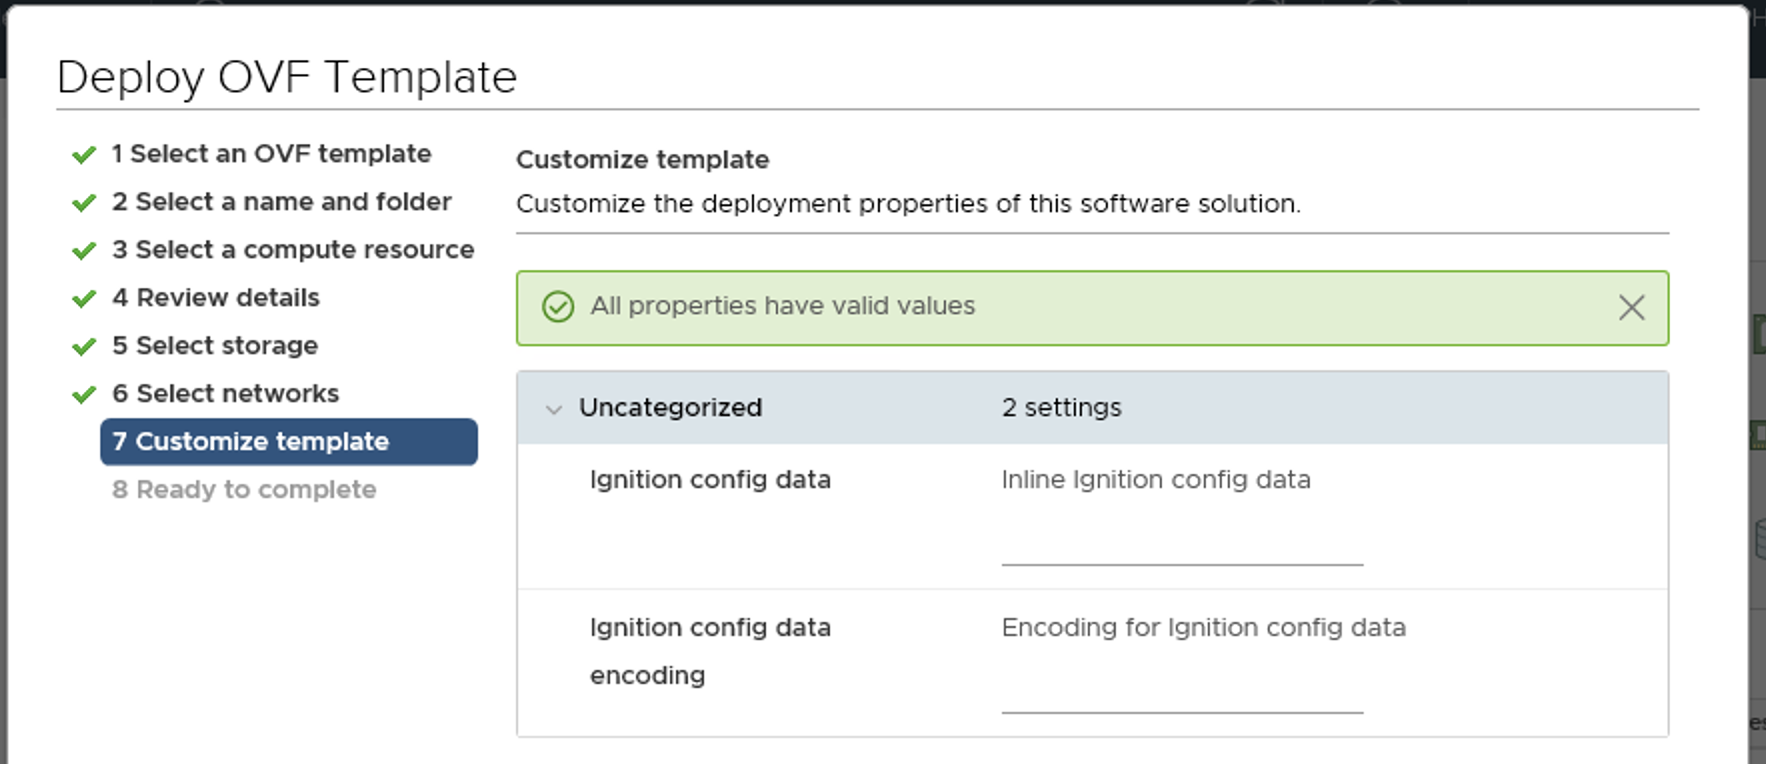 Deploy OVF Template
1 Select an OVF template
2 Select a name and folder
3 Select a compute resource
4 Review details
5 Select storage
6 Select networks
7 Customize template
8 Ready to complete
Customize template
Customize the deployment properties of this software solution.
All properties have valid values
Uncategorized
2 settings
Ignition config data
Inline Ignition config data
Ignition config data
encoding
Encoding for Ignition config data